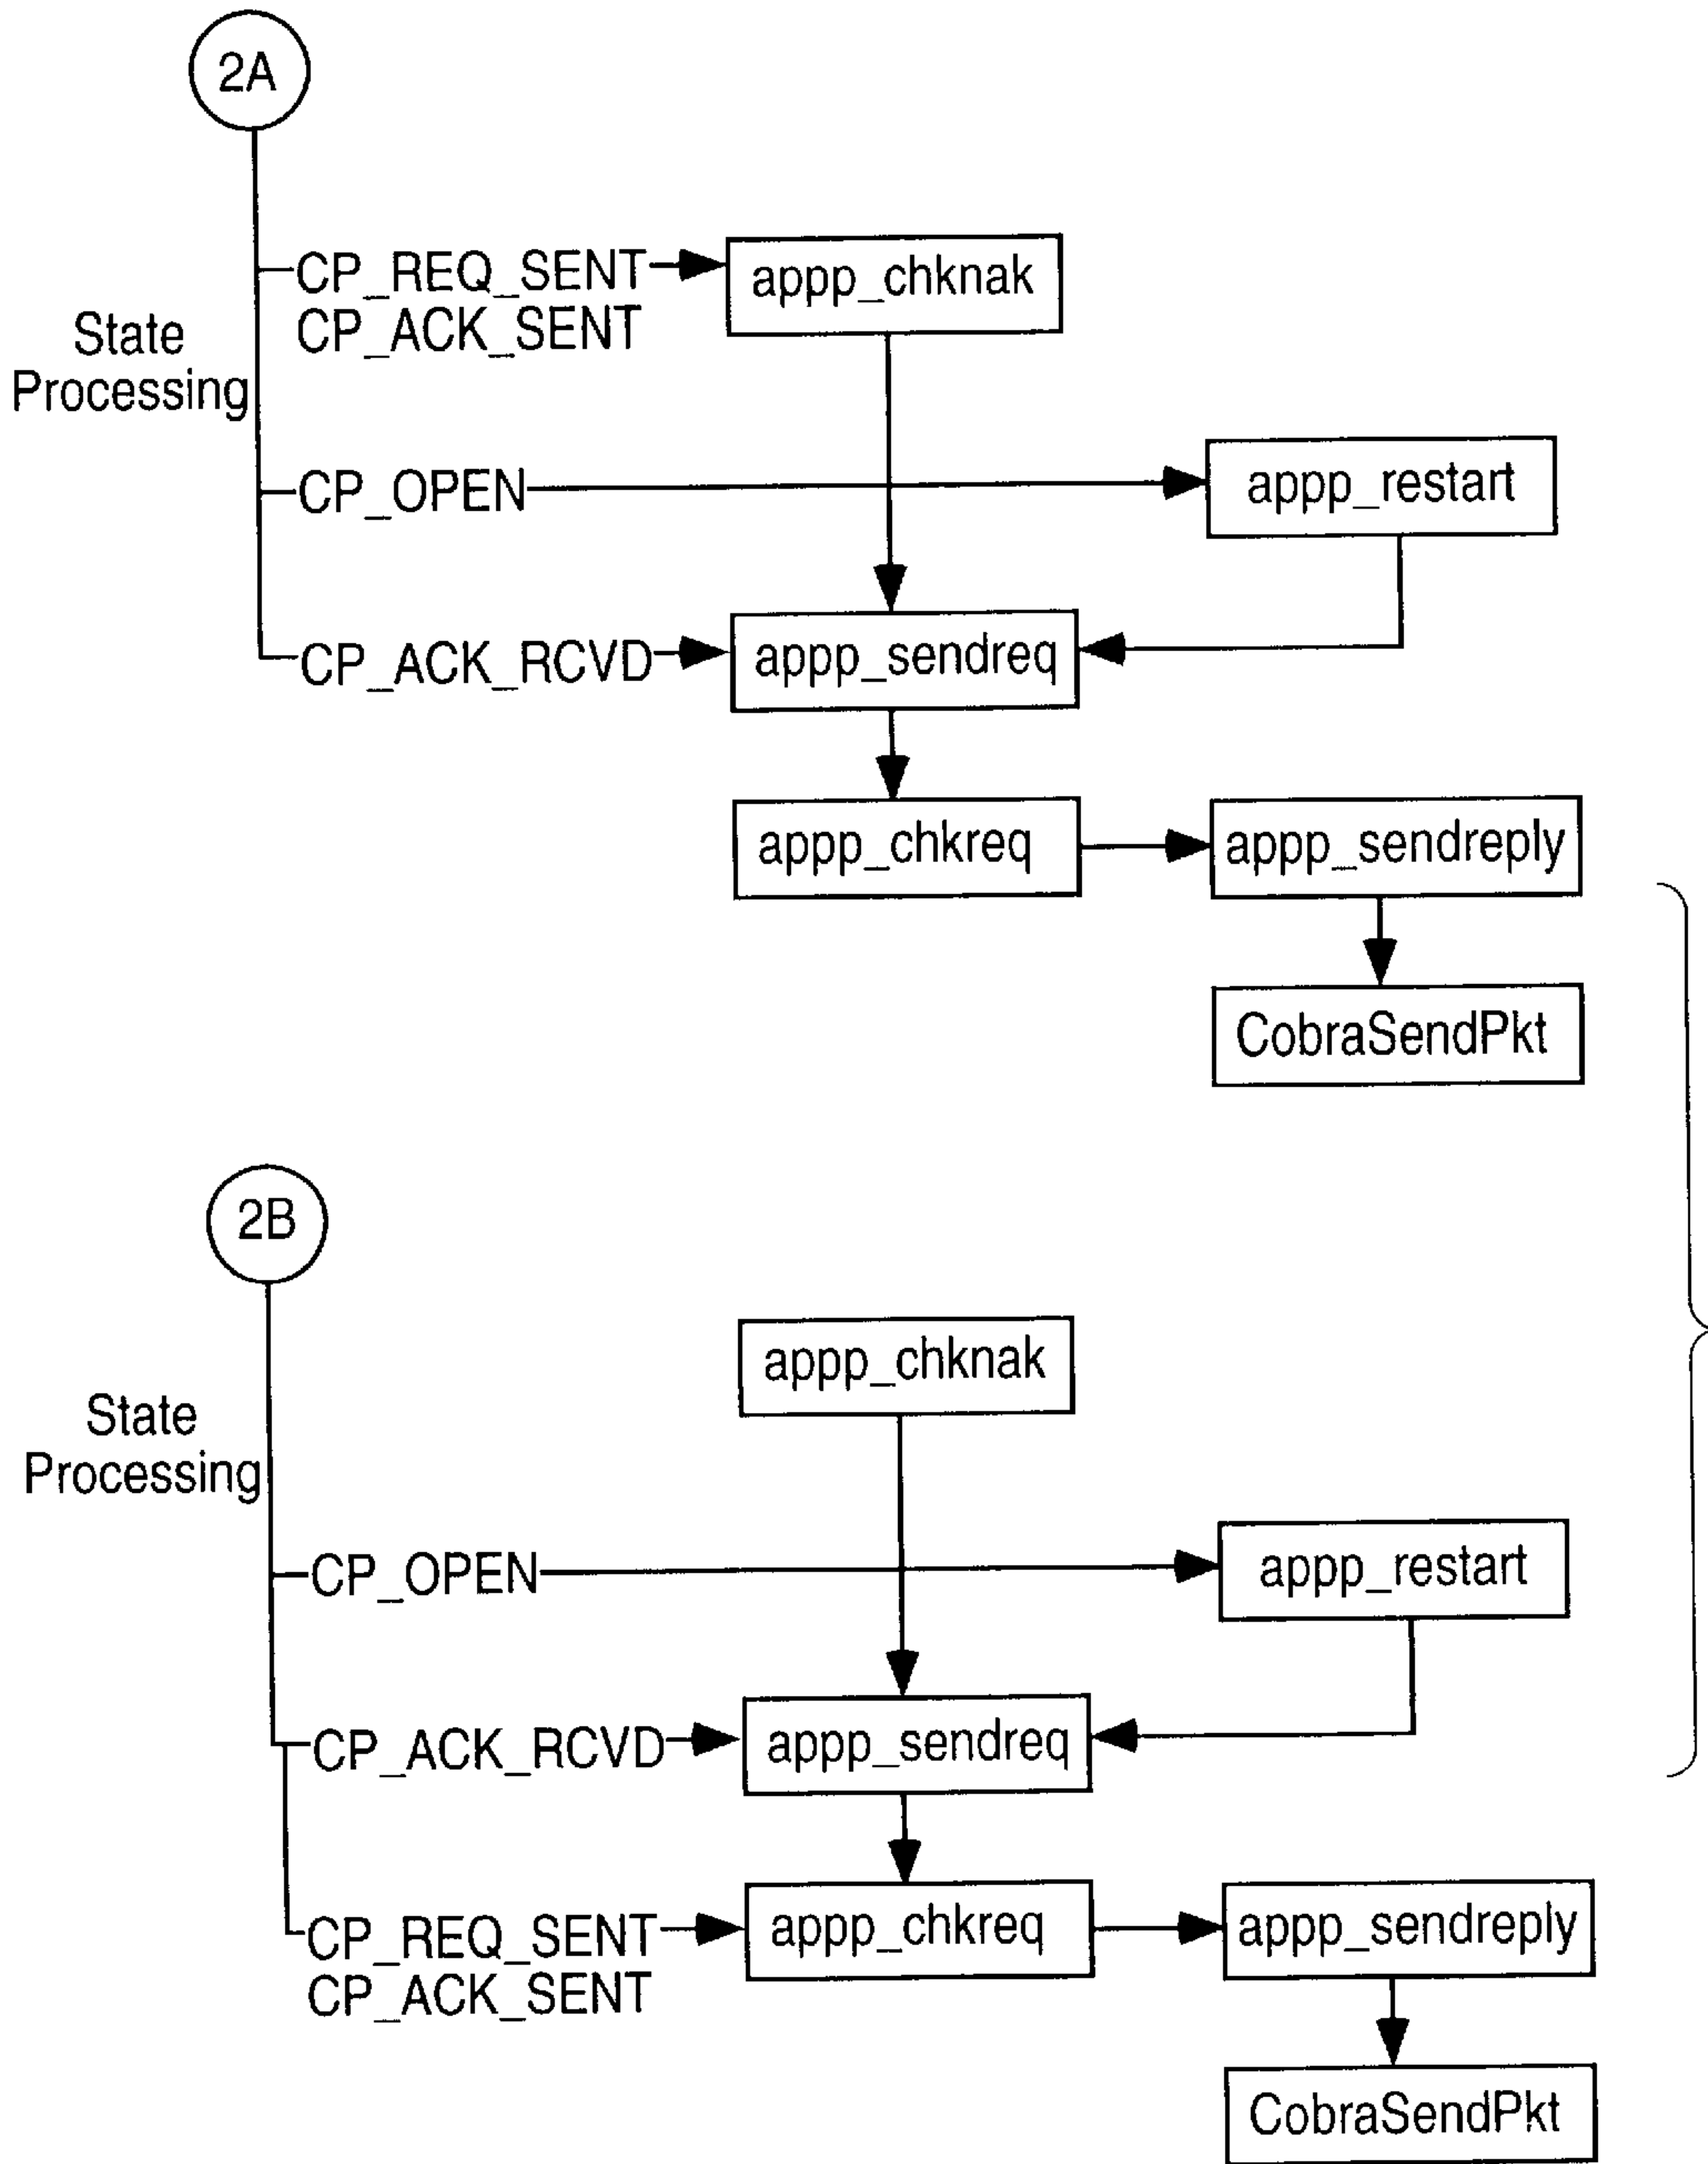 2A
CP_REQ_SENT
CP_ACK_SENT
appp_chknak
State
Processing
CP_OPEN
appp_restart
CP_ACK_RCVD
appp_sendreq
appp_chkreq
appp_sendreply
CobraSendPkt
2B
appp_chknak
State
Processing
CP_OPEN
appp_restart
CP_ACK_RCVD
appp_sendreq
CP_REQ_SENT
CP_ACK_SENT
appp_chkreq
appp_sendreply
CobraSendPkt